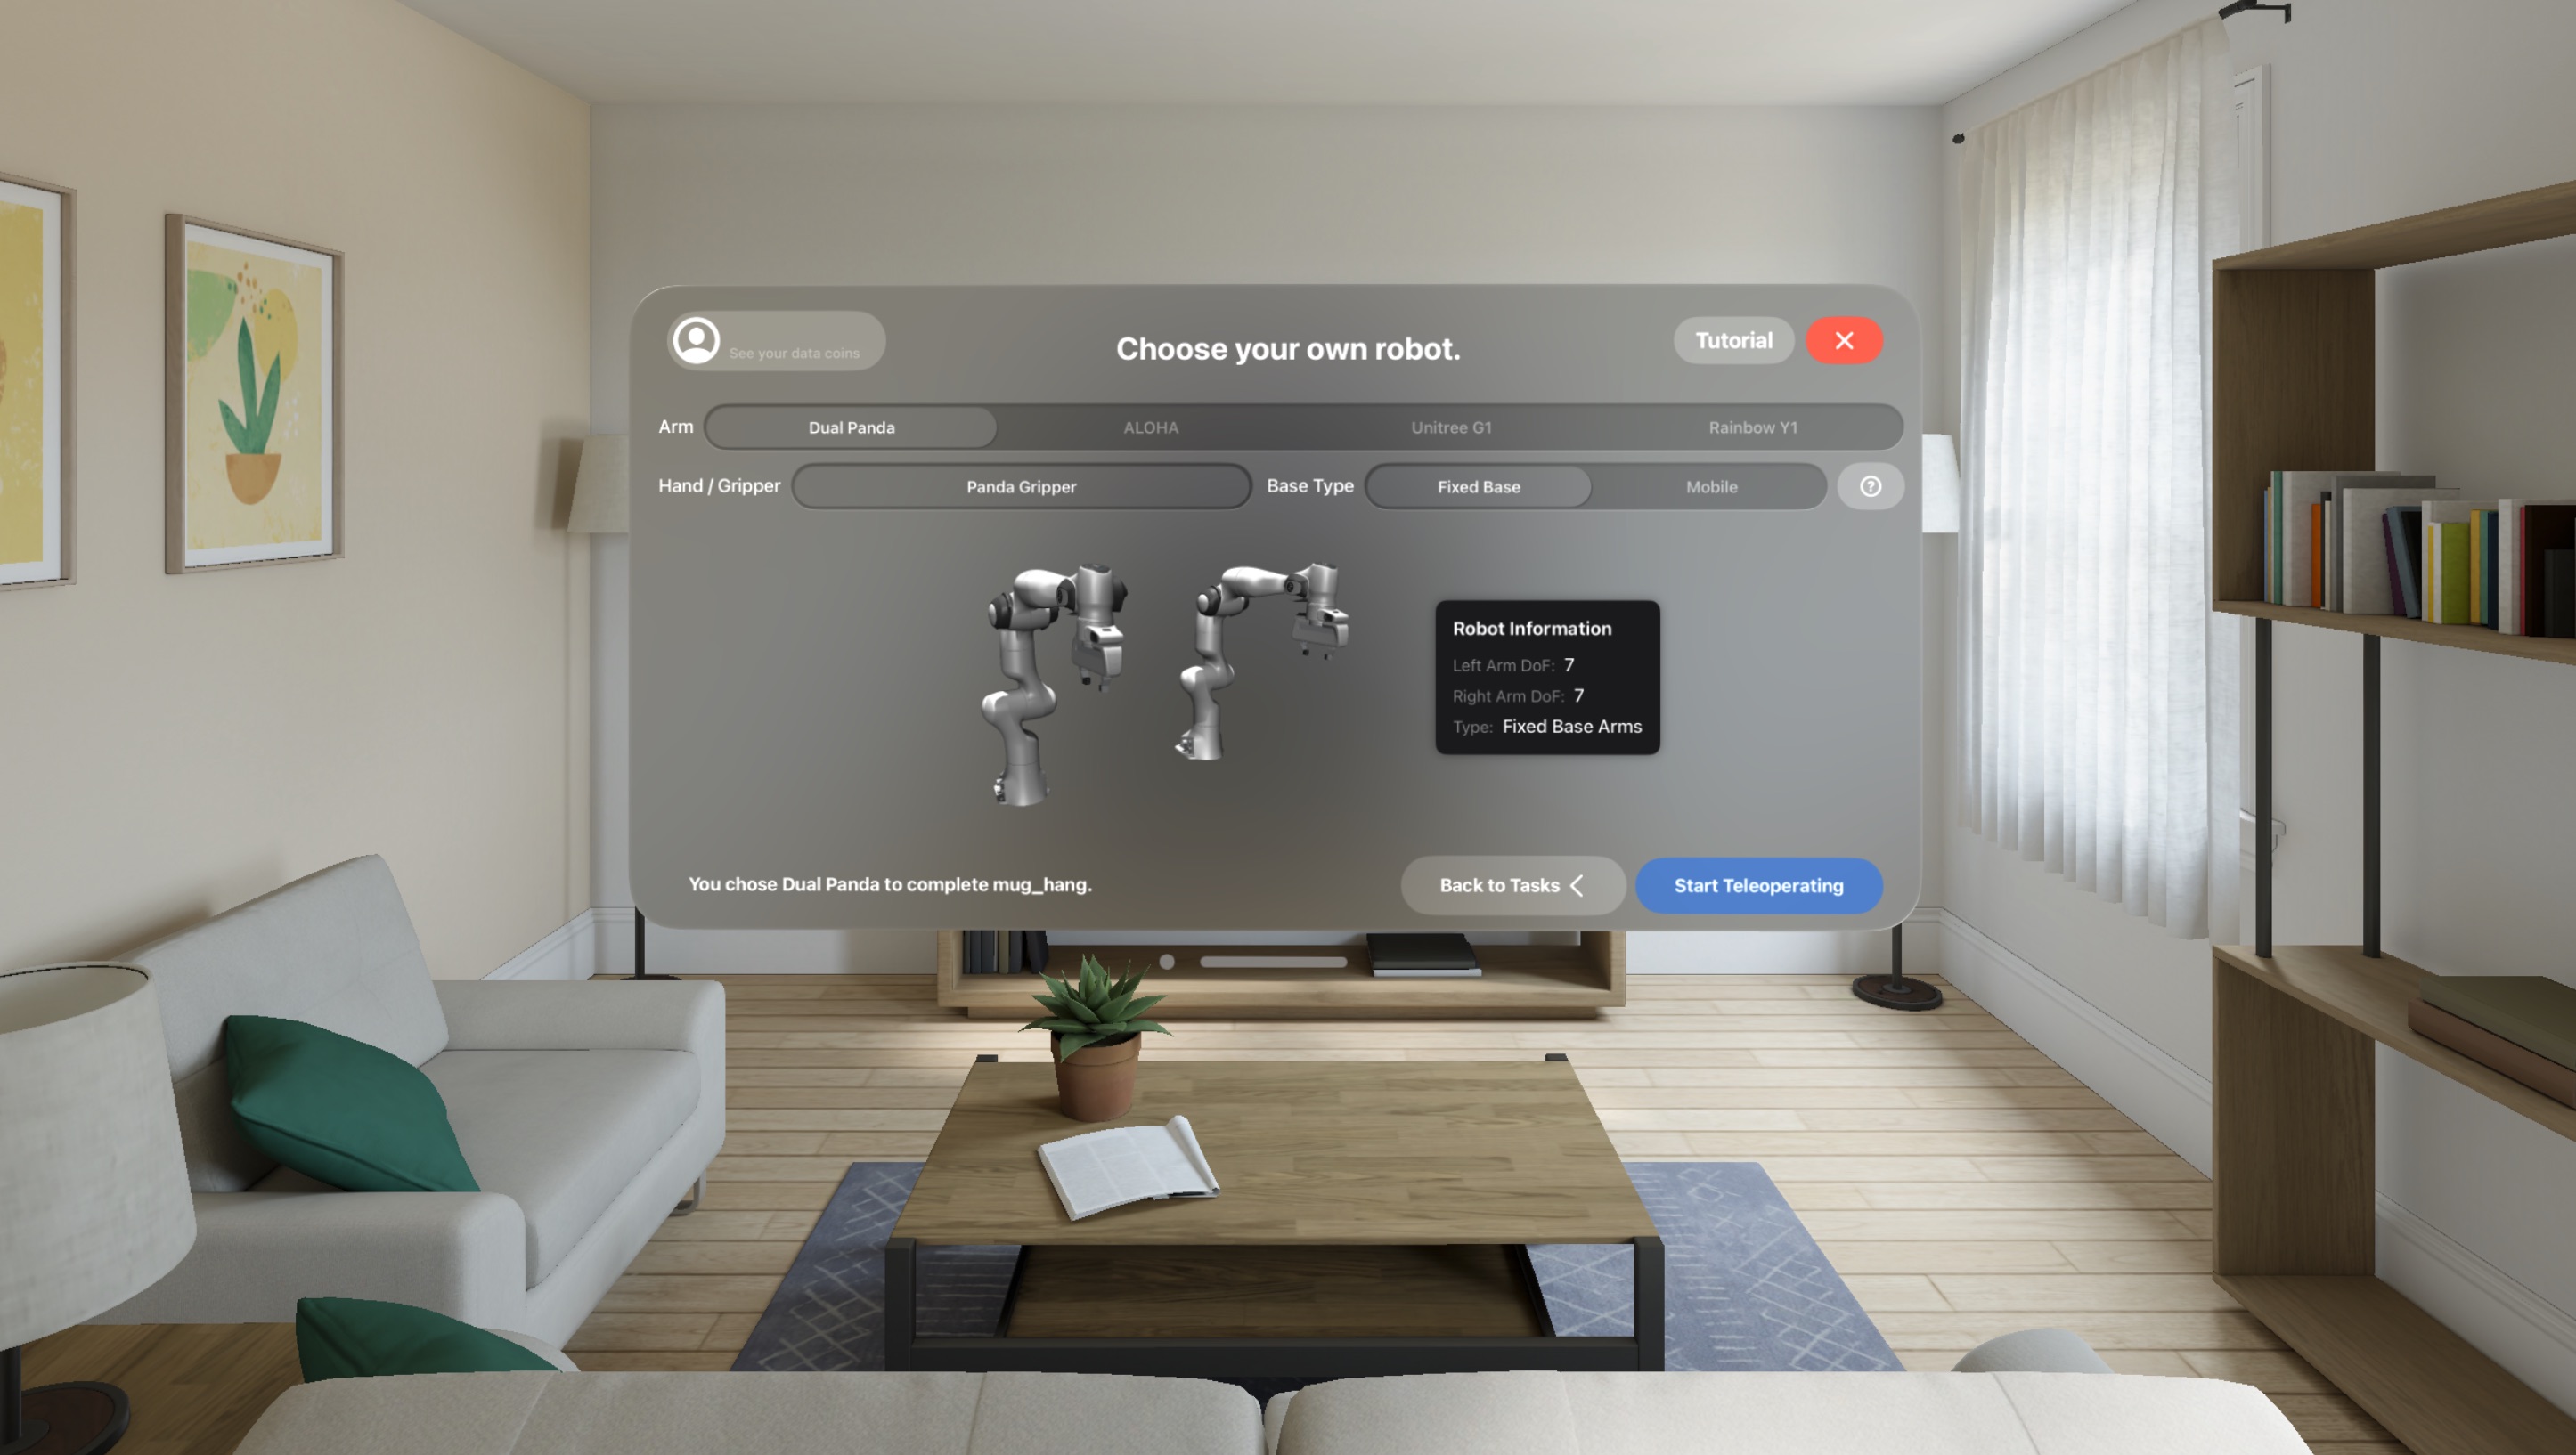 See your data coins
Choose your own robot.
Tutorial
Arm
Dual Panda
ALOHA
Unitree G1
Rainbow Y1
Hand / Gripper
Panda Gripper
Base Type
Fixed Base
Mobile
Robot Information
Left Arm DoF: 7
Right Arm DoF: 7
Type: Fixed Base Arms
You chose Dual Panda to complete mug_hang.
Back to Tasks
Start Teleoperating